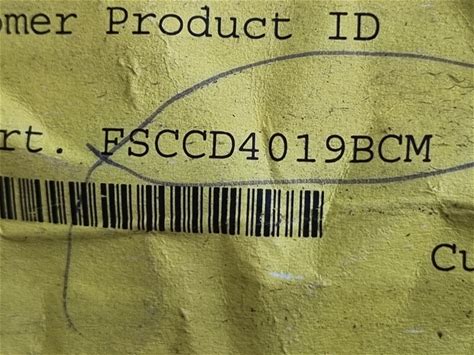 omer Product ID
rt. FSCCD4019BCM
Cu